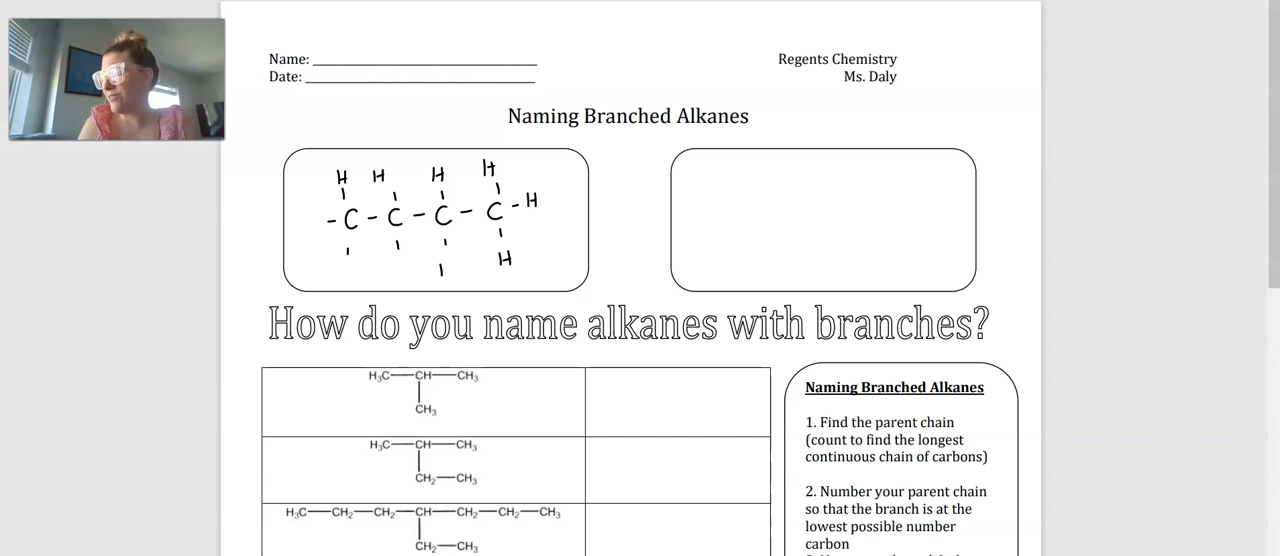 Name: ________________________________
Regents Chemistry
Date: ________________________________
Ms. Daly
Naming Branched Alkanes
H H H H
- C - C - C - C - H
H
How do you name alkanes with branches?
H₃C—CH—CH₃
CH₃
H₃C—CH—CH₃
CH₂—CH₃
H₃C—CH₂—CH₂—CH—CH₂—CH₂—CH₃
CH₂—CH₃
Naming Branched Alkanes
1. Find the parent chain
(count to find the longest
continuous chain of carbons)
2. Number your parent chain
so that the branch is at the
lowest possible number
carbon